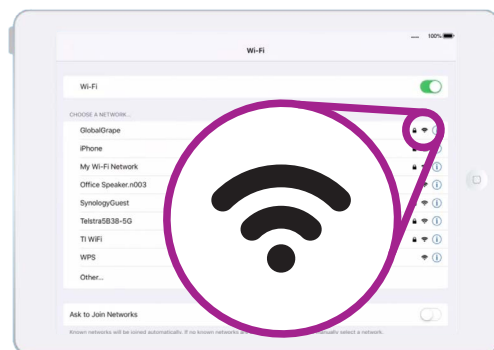 100%
Wi-Fi
Wi-Fi
CHOOSE A NETWORK...
GlobalGrape
iPhone
My Wi-Fi Network
Office Speaker.n003
SynologyGuest
Telstra5B38-5G
TI WiFi
WPS
Other...
Ask to Join Networks
Known networks will be joined automatically. If no known networks are manually select a network.